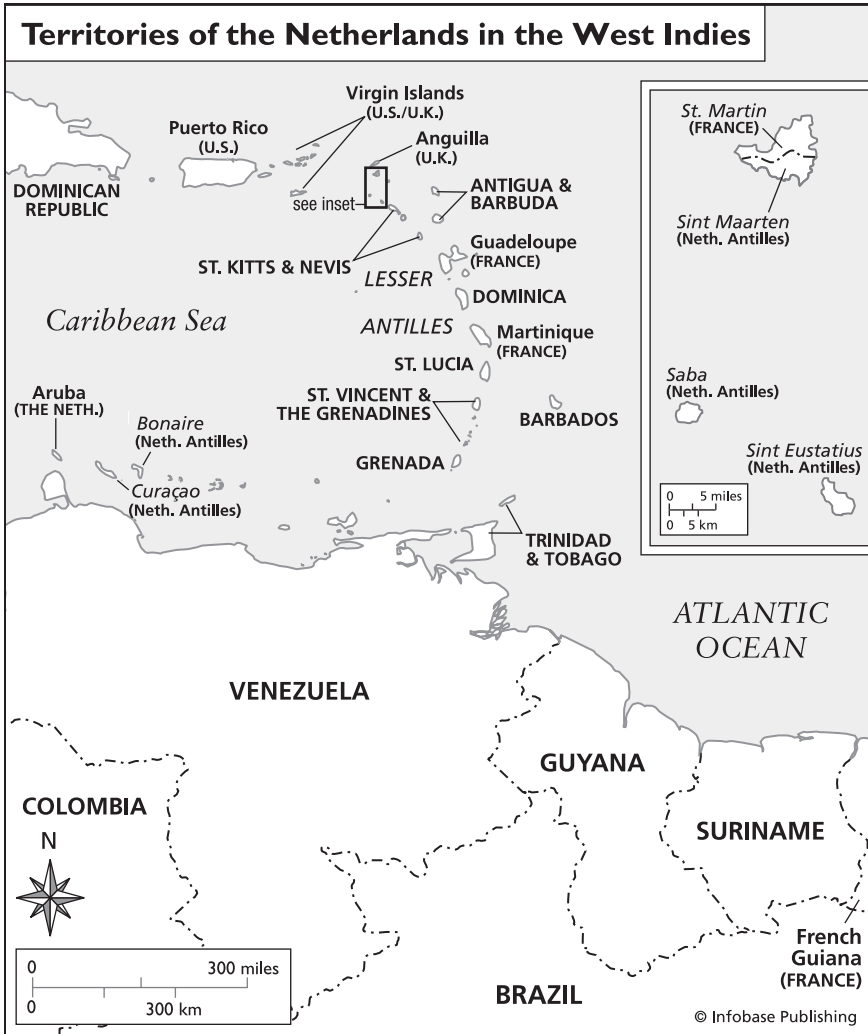 Territories of the Netherlands in the West Indies
Virgin Islands
(U.S./U.K.)
Puerto Rico
(U.S.)
Anguilla
(U.K.)
DOMINICAN
REPUBLIC
see inset
ANTIGUA &
BARBUDA
ST. KITTS & NEVIS
Guadeloupe
(FRANCE)
LESSER
DOMINICA
Caribbean Sea
ANTILLES
Martinique
(FRANCE)
ST. LUCIA
Aruba
(THE NETH.)
ST. VINCENT &
THE GRENADINES
BARBADOS
Bonaire
(Neth. Antilles)
GRENADA
Curaçao
(Neth. Antilles)
TRINIDAD
& TOBAGO
St. Martin
(FRANCE)
Sint Maarten
(Neth. Antilles)
Saba
(Neth. Antilles)
Sint Eustatius
(Neth. Antilles)
0 5 miles
0 5 km
ATLANTIC
OCEAN
VENEZUELA
GUYANA
COLOMBIA
SURINAME
N
French
Guiana
(FRANCE)
0 300 miles
0 300 km
BRAZIL
© Infobase Publishing